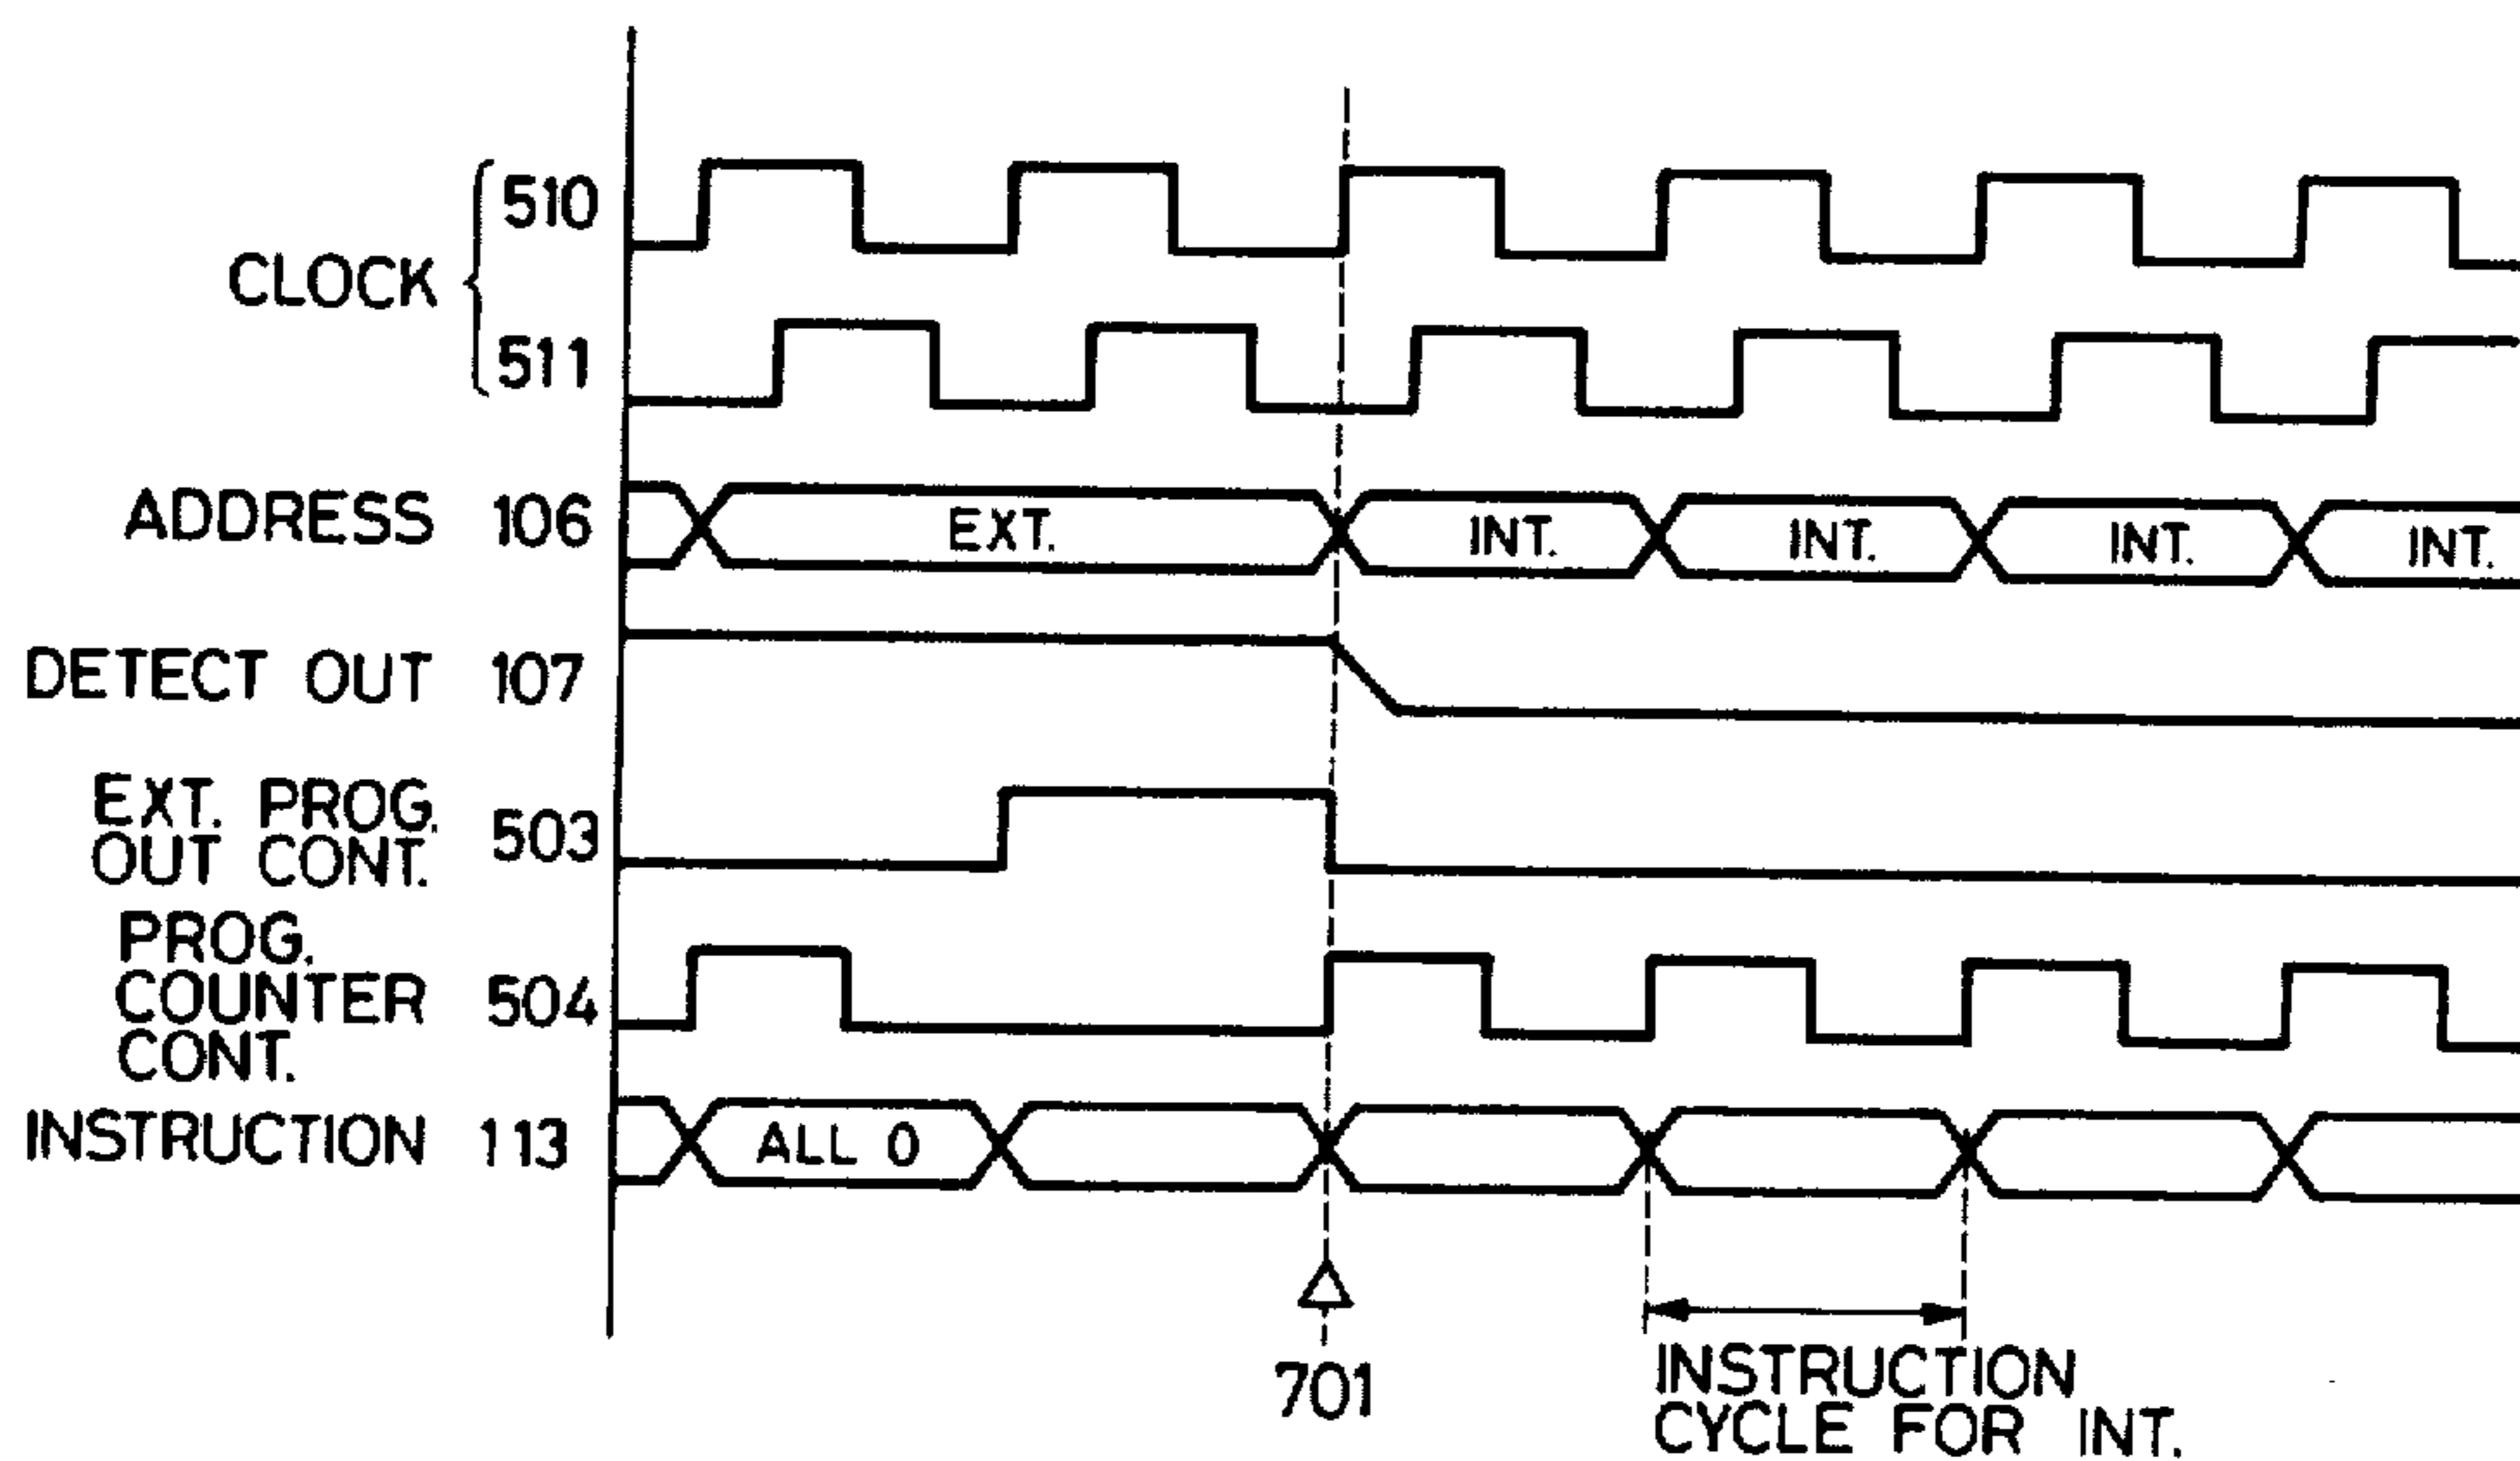 510
CLOCK
511
ADDRESS 106
EXT. INT. INT. INT. INT.
DETECT OUT 107
EXT. PROG.
OUT CONT. 503
PROG.
COUNTER 504
CONT.
INSTRUCTION 113
ALL 0
701
INSTRUCTION
CYCLE FOR INT.